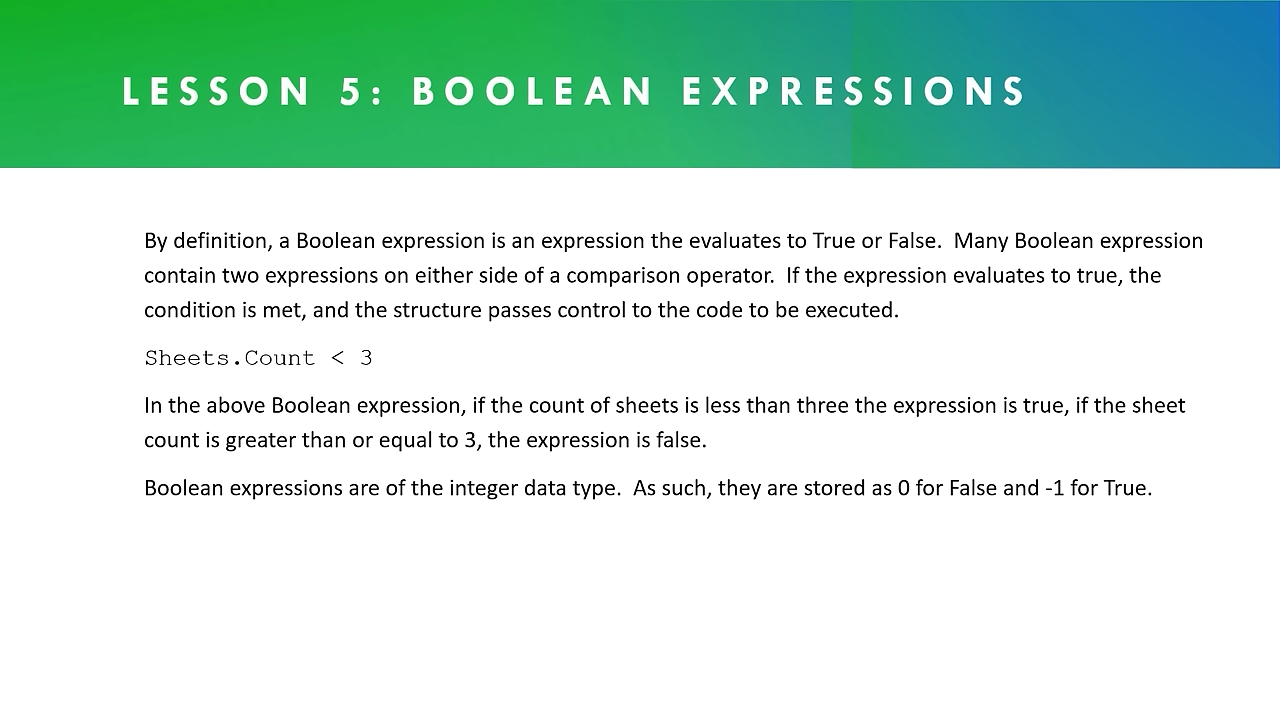 LESSON 5: BOOLEAN EXPRESSIONS
By definition, a Boolean expression is an expression the evaluates to True or False.  Many Boolean expression
contain two expressions on either side of a comparison operator.  If the expression evaluates to true, the
condition is met, and the structure passes control to the code to be executed.
Sheets.Count < 3
In the above Boolean expression, if the count of sheets is less than three the expression is true, if the sheet
count is greater than or equal to 3, the expression is false.
Boolean expressions are of the integer data type.  As such, they are stored as 0 for False and -1 for True.